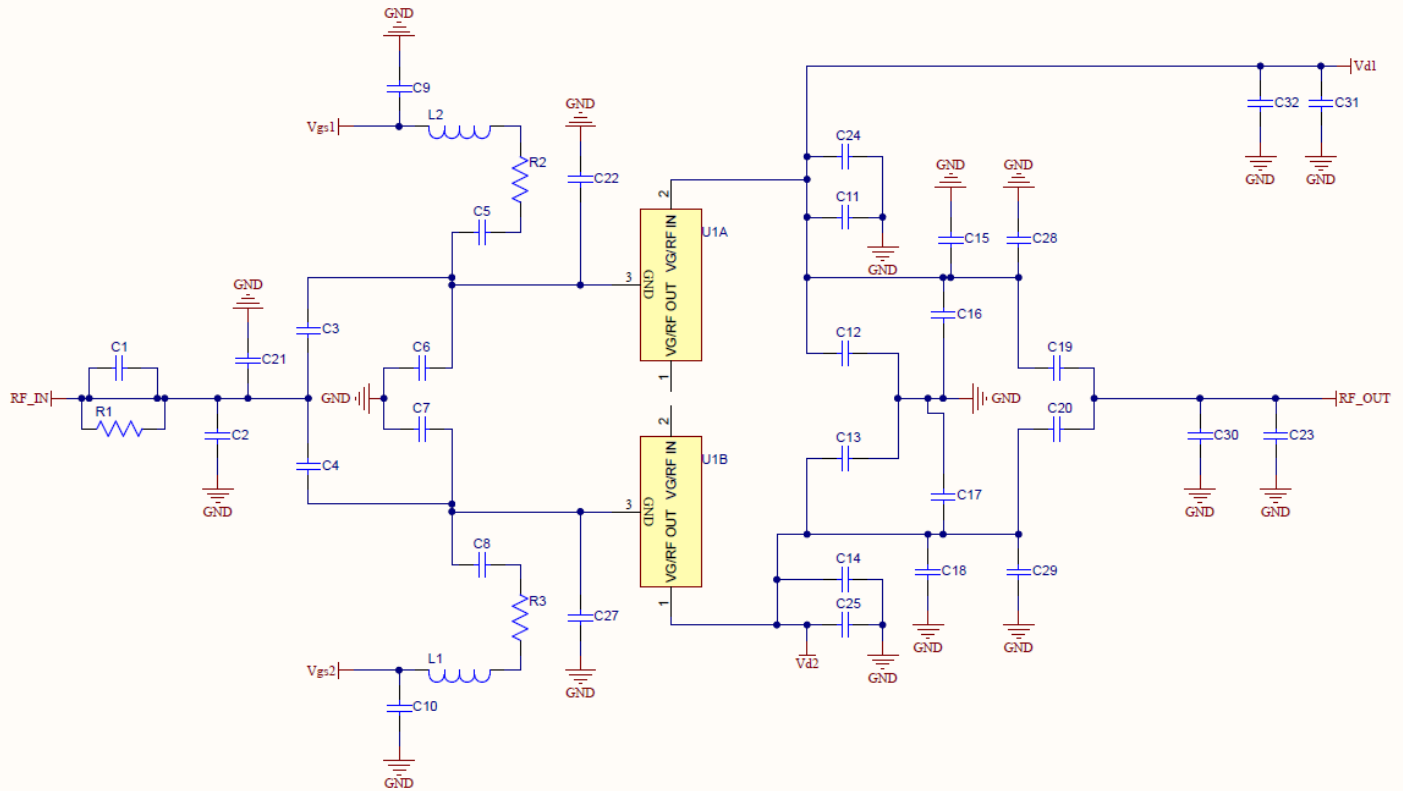 GND
C9
Vgs1
L2
R2
C5
GND
C22
2
U1A
VG/RF IN
VG/RF OUT
GND
3
1
Vd1
C32
C31
GND
GND
C24
C11
GND
GND
C15
GND
C28
C16
C12
C19
GND
C21
C3
C1
RF_IN
R1
C2
GND
C6
GND
C7
C4
GND
C20
RF_OUT
C30
C23
GND
GND
C13
C17
2
U1B
VG/RF IN
VG/RF OUT
GND
3
1
C8
R3
C27
GND
Vgs2
L1
C10
GND
C14
C25
Vd2
GND
C18
GND
C29
GND